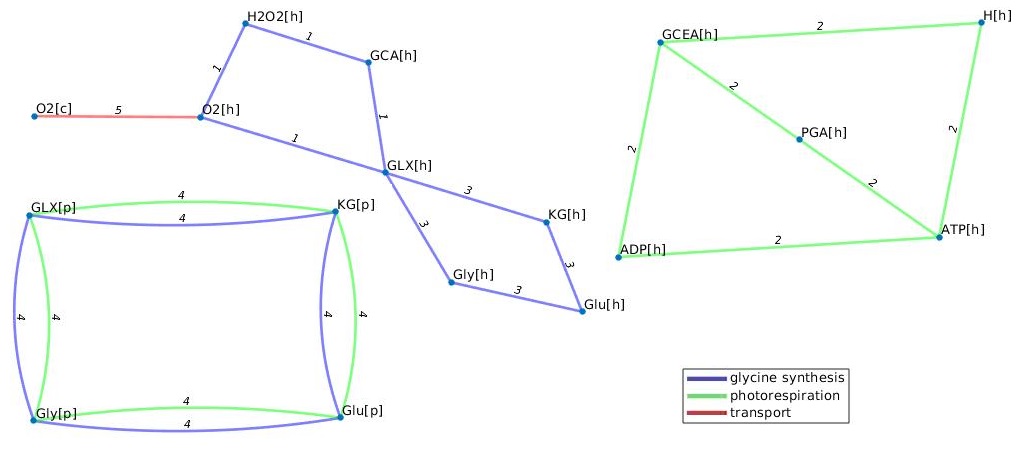 H2O2[h]
1
GCA[h]
1
O2[c]
5
O2[h]
1
1
GLX[h]
3
KG[h]
3
3
Gly[h]
3
Glu[h]
GCEA[h]
2
H[h]
2
PGA[h]
2
2
2
ADP[h]
2
ATP[h]
GLX[p]
4
4
KG[p]
4
4
4
4
Gly[p]
4
4
Glu[p]
glycine synthesis
photorespiration
transport